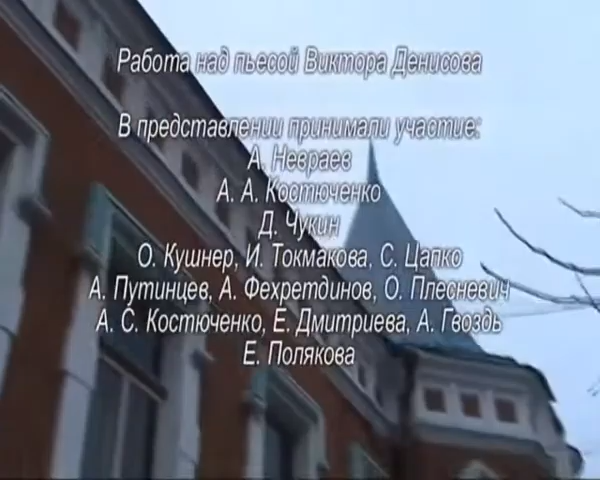 Работа над пьесой Виктора Денисова
В представлении принимали участие:
А. Невраев
А. А. Костюченко
Д. Чукин
О. Кушнер, И. Токмакова, С. Цапко
А. Путинцев, А. Фехретдинов, О. Плесневич
А. С. Костюченко, Е. Дмитриева, А. Гвоздь
Е. Полякова